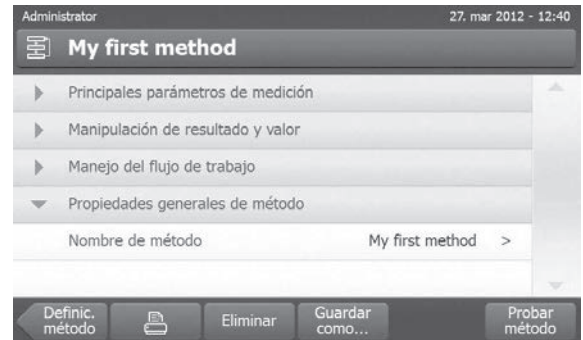 Administrator
27. mar 2012 - 12:40
My first method
Principales parámetros de medición
Manipulación de resultado y valor
Manejo del flujo de trabajo
Propiedades generales de método
Nombre de método My first method >
Definic. método
Eliminar
Guardar como...
Probar método